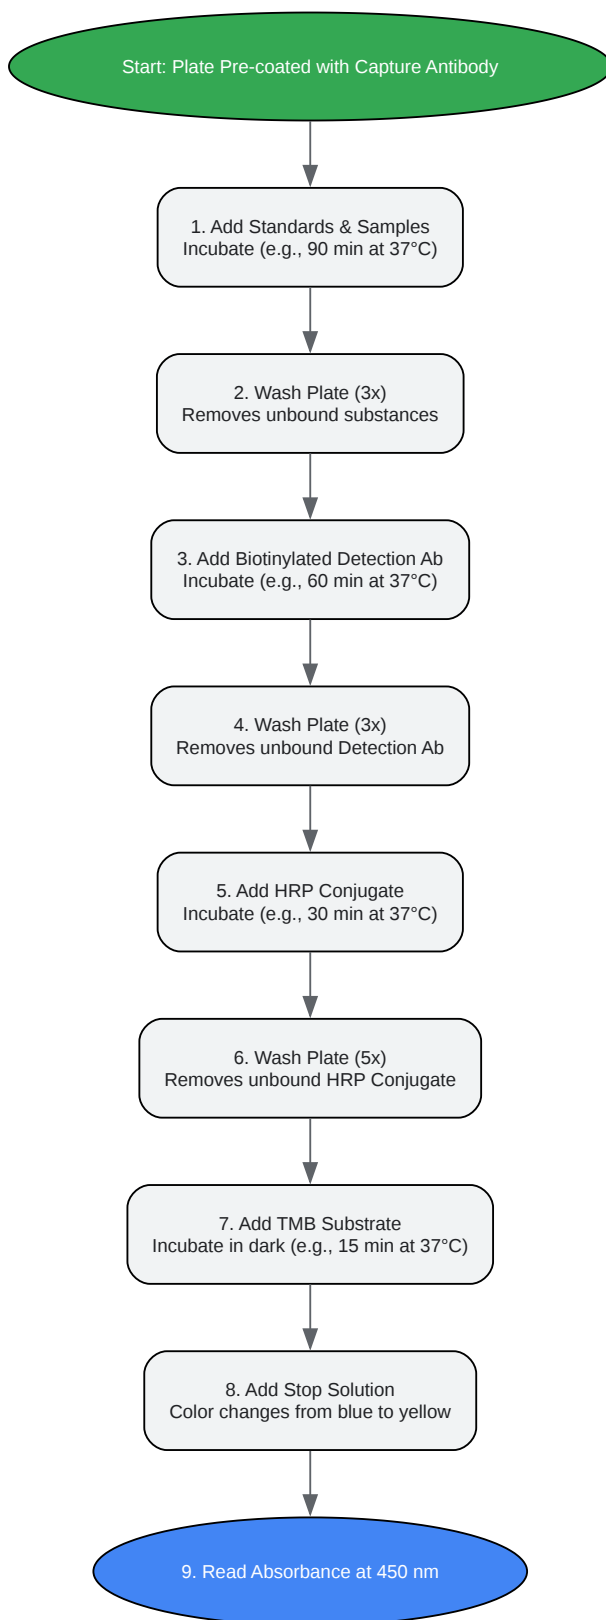 Start: Plate Pre-coated with Capture Antibody
1. Add Standards & Samples
Incubate (e.g., 90 min at 37°C)
2. Wash Plate (3x)
Removes unbound substances
3. Add Biotinylated Detection Ab
Incubate (e.g., 60 min at 37°C)
4. Wash Plate (3x)
Removes unbound Detection Ab
5. Add HRP Conjugate
Incubate (e.g., 30 min at 37°C)
6. Wash Plate (5x)
Removes unbound HRP Conjugate
7. Add TMB Substrate
Incubate in dark (e.g., 15 min at 37°C)
8. Add Stop Solution
Color changes from blue to yellow
9. Read Absorbance at 450 nm